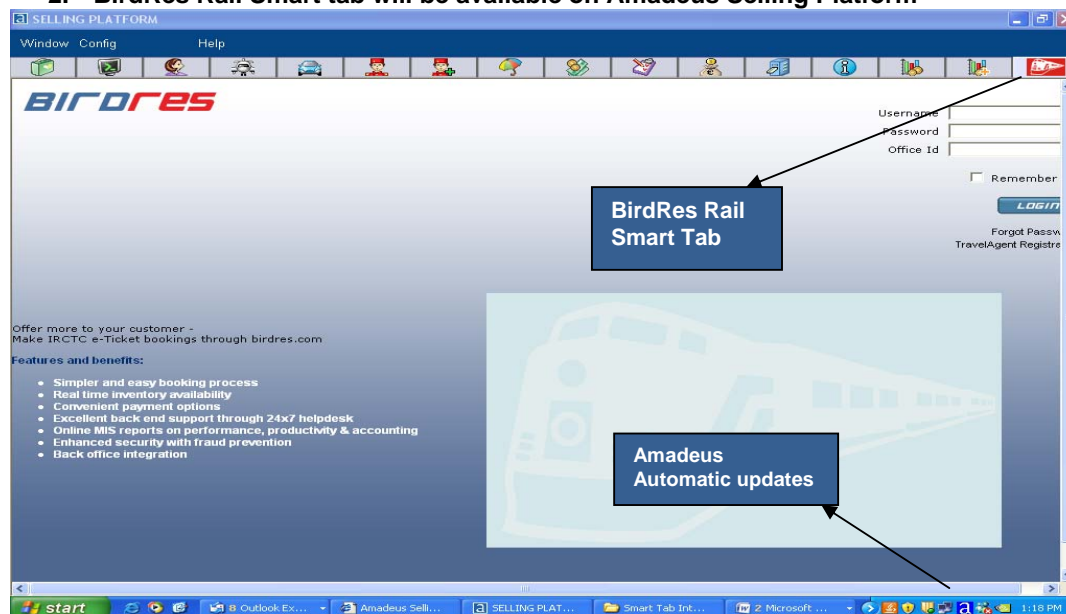 2. BirdRes Rail Smart tab will be available on Amadeus Selling Platform
SELLING PLATFORM
Window Config Help
BIrDrES
Username
Password
Office Id
Remember
LOGIN
Forgot Passw
TravelAgent Registra
BirdRes Rail
Smart Tab
Offer more to your customer -
Make IRCTC e-Ticket bookings through birdres.com
Features and benefits:
• Simpler and easy booking process
• Real time inventory availability
• Convenient payment options
• Excellent back end support through 24x7 helpdesk
• Online MIS reports on performance, productivity & accounting
• Enhanced security with fraud prevention
• Back office integration
Amadeus
Automatic updates
start 8 Outlook Ex... Amadeus Selli... SELLING PLAT... Smart Tab Int... 2 Microsoft ... 1:18 PM